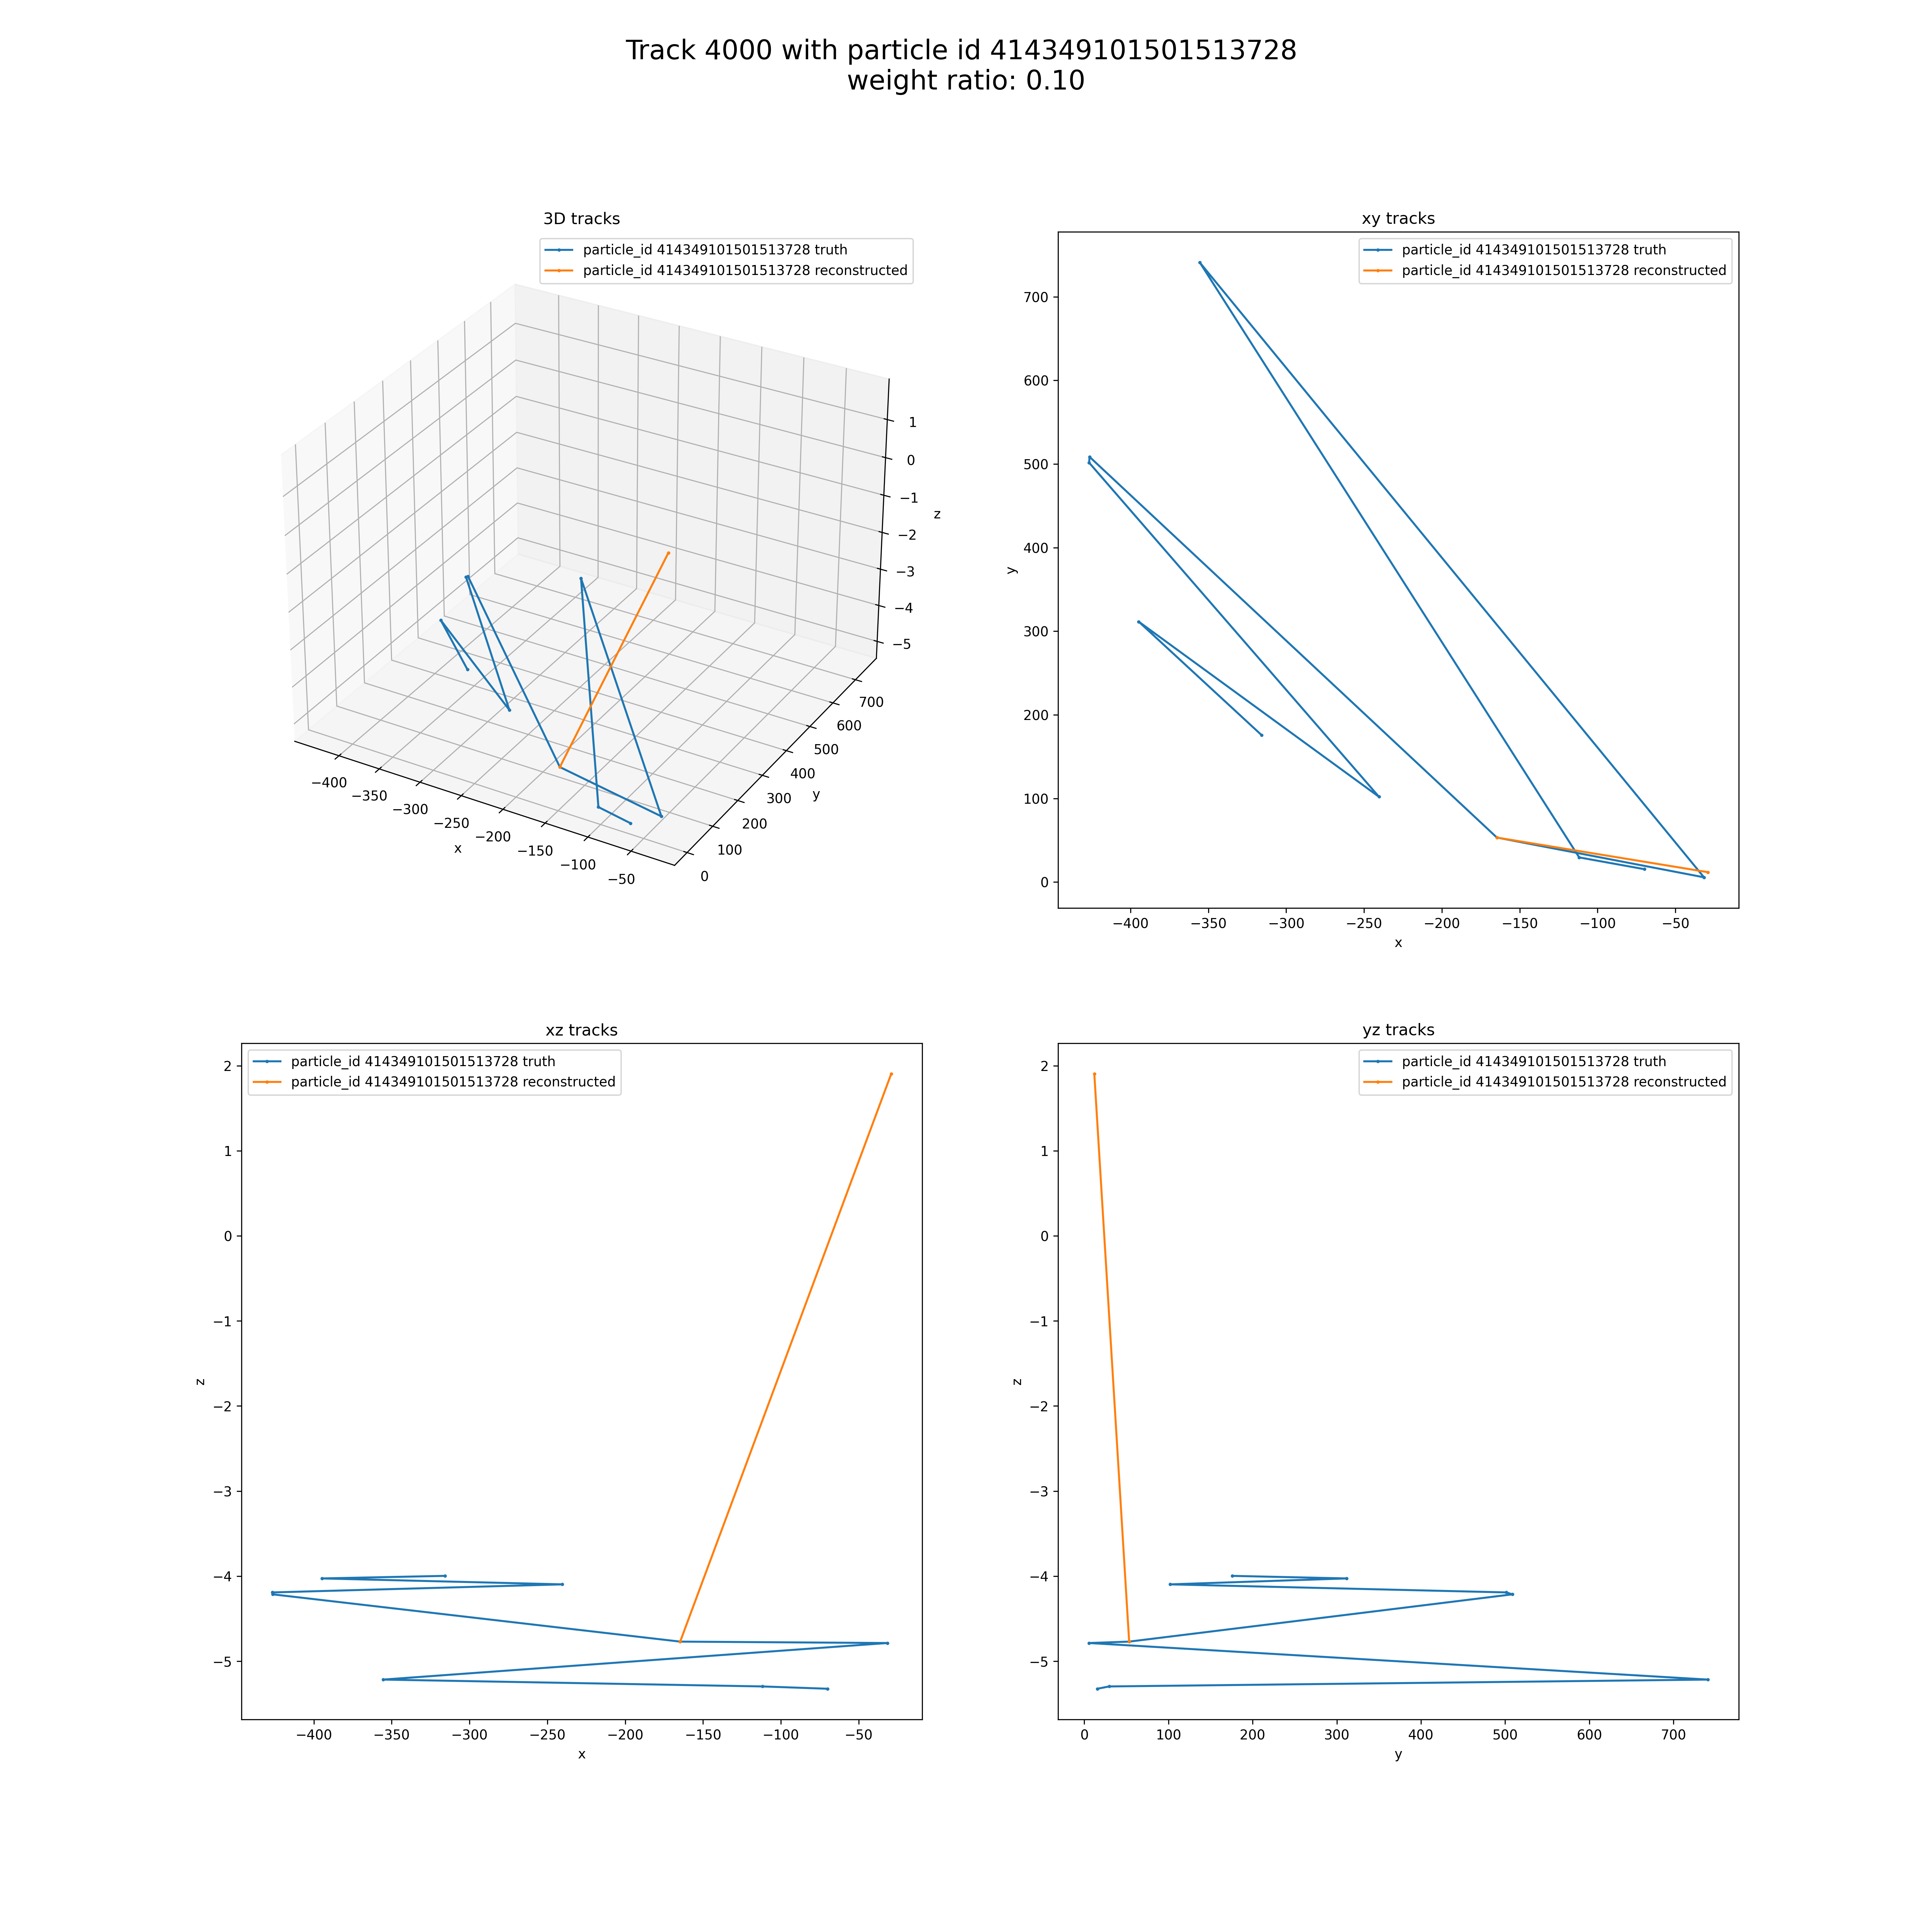 Track 4000 with particle id 414349101501513728
weight ratio: 0.10
3D tracks
particle_id 414349101501513728 truth
particle_id 414349101501513728 reconstructed
1
0
−1
−2
−3
−4
−5
z
700
600
500
400
300
200
100
0
y
−400
−350
−300
−250
−200
−150
−100
−50
x
xy tracks
particle_id 414349101501513728 truth
particle_id 414349101501513728 reconstructed
700
600
500
400
300
200
100
0
y
−400 −350 −300 −250 −200 −150 −100 −50
x
xz tracks
particle_id 414349101501513728 truth
particle_id 414349101501513728 reconstructed
2
1
0
−1
−2
−3
−4
−5
z
−400 −350 −300 −250 −200 −150 −100 −50
x
yz tracks
particle_id 414349101501513728 truth
particle_id 414349101501513728 reconstructed
2
1
0
−1
−2
−3
−4
−5
z
0 100 200 300 400 500 600 700
y